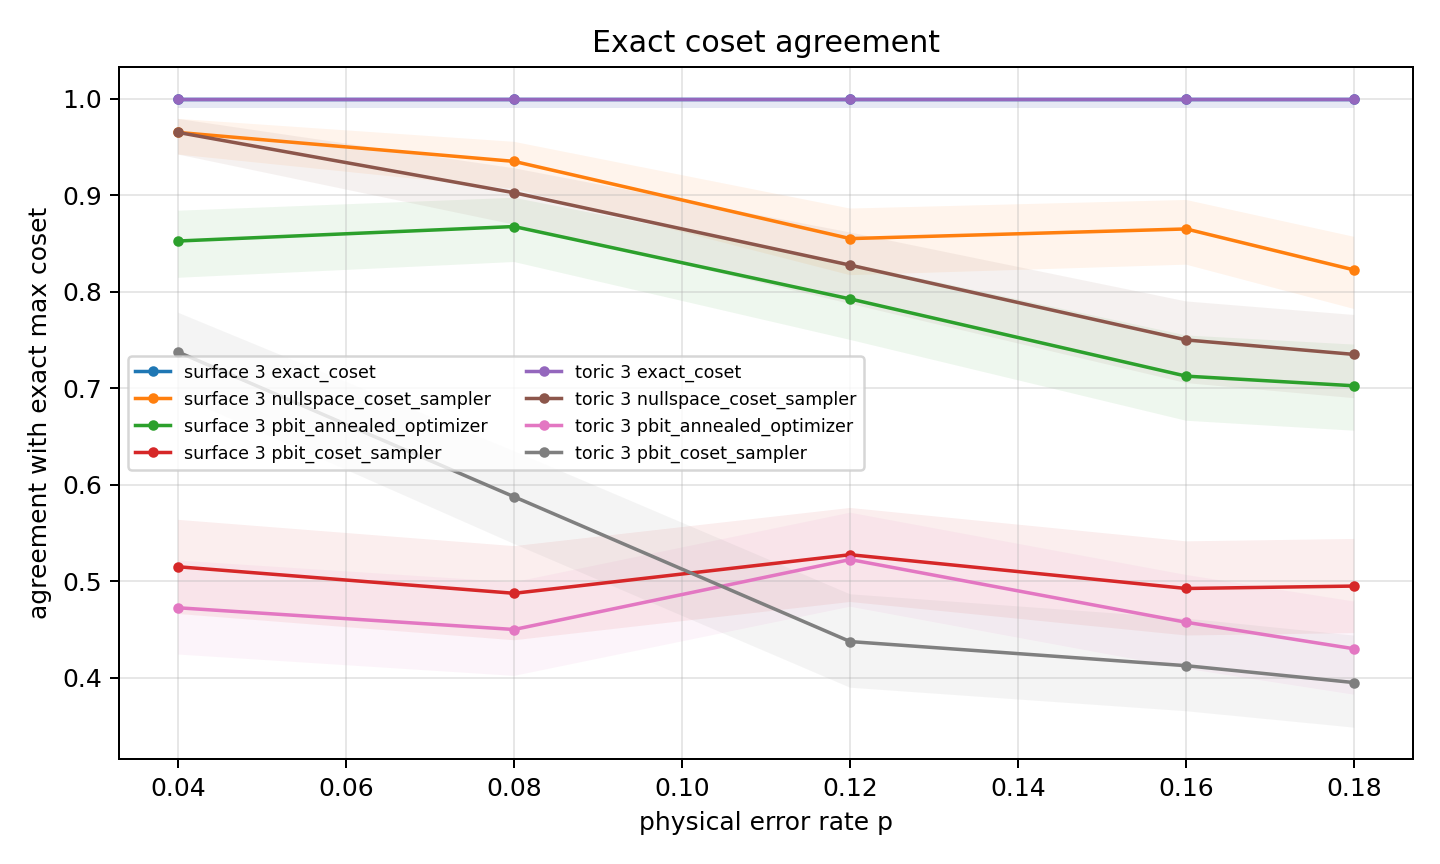 Exact coset agreement
agreement with exact max coset
1.0
0.9
0.8
0.7
0.6
0.5
0.4
surface 3 exact_coset
surface 3 nullspace_coset_sampler
surface 3 pbit_annealed_optimizer
surface 3 pbit_coset_sampler
toric 3 exact_coset
toric 3 nullspace_coset_sampler
toric 3 pbit_annealed_optimizer
toric 3 pbit_coset_sampler
0.04 0.06 0.08 0.10 0.12 0.14 0.16 0.18
physical error rate p